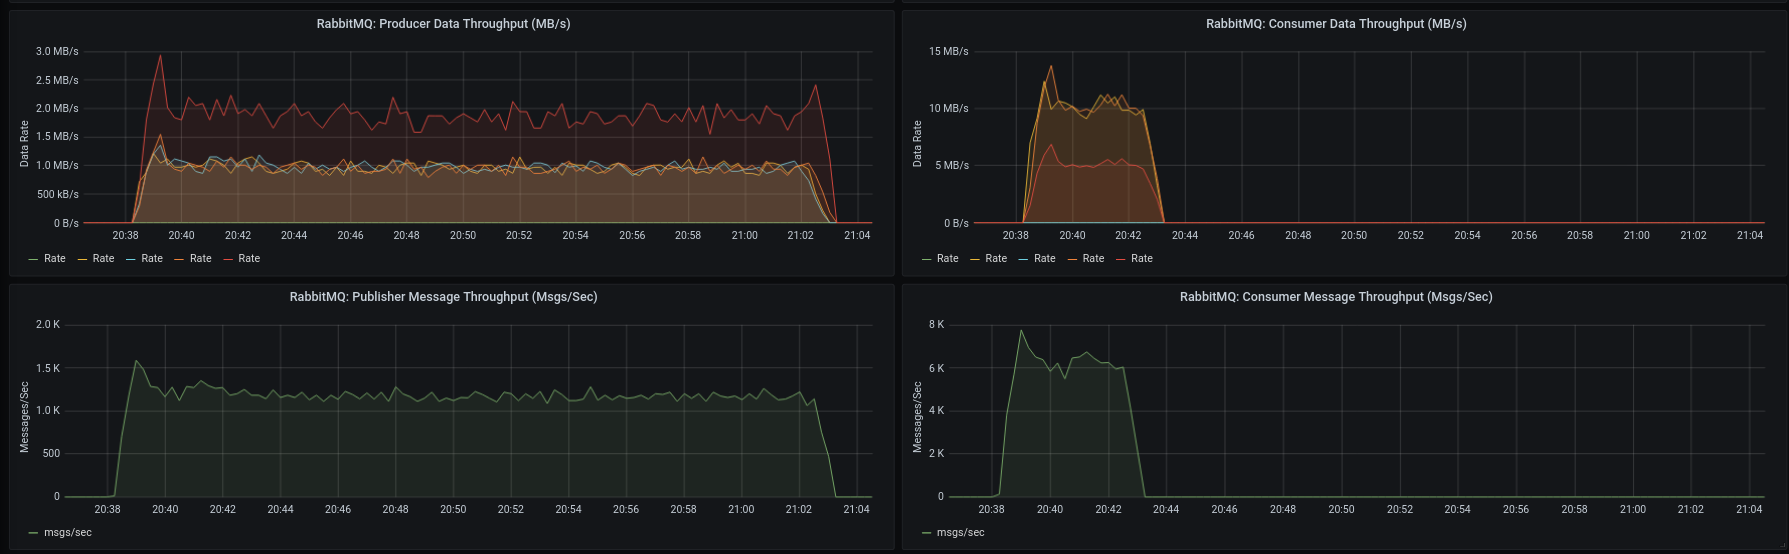 RabbitMQ: Producer Data Throughput (MB/s)
3.0 MB/s
2.5 MB/s
2.0 MB/s
1.5 MB/s
1.0 MB/s
500 kB/s
0 B/s
Data Rate
20:38 20:40 20:42 20:44 20:46 20:48 20:50 20:52 20:54 20:56 20:58 21:00 21:02 21:04
Rate Rate Rate Rate Rate
RabbitMQ: Consumer Data Throughput (MB/s)
15 MB/s
10 MB/s
5 MB/s
0 B/s
Data Rate
20:38 20:40 20:42 20:44 20:46 20:48 20:50 20:52 20:54 20:56 20:58 21:00 21:02 21:04
Rate Rate Rate Rate Rate
RabbitMQ: Publisher Message Throughput (Msgs/Sec)
2.0 K
1.5 K
1.0 K
500
0
Messages/Sec
20:38 20:40 20:42 20:44 20:46 20:48 20:50 20:52 20:54 20:56 20:58 21:00 21:02 21:04
msgs/sec
RabbitMQ: Consumer Message Throughput (Msgs/Sec)
8 K
6 K
4 K
2 K
0
Messages/Sec
20:38 20:40 20:42 20:44 20:46 20:48 20:50 20:52 20:54 20:56 20:58 21:00 21:02 21:04
msgs/sec